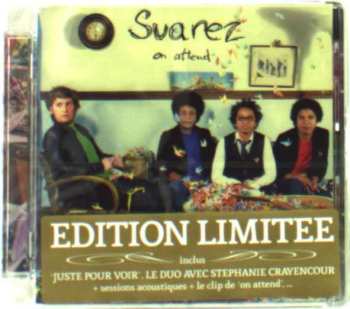 Suarez
on attend
EDITION LIMITEE
inclus
"JUSTE POUR VOIR", LE DUO AVEC STEPHANIE CRAYENCOUR
+ sessions acoustiques + le clip de "on attend"...